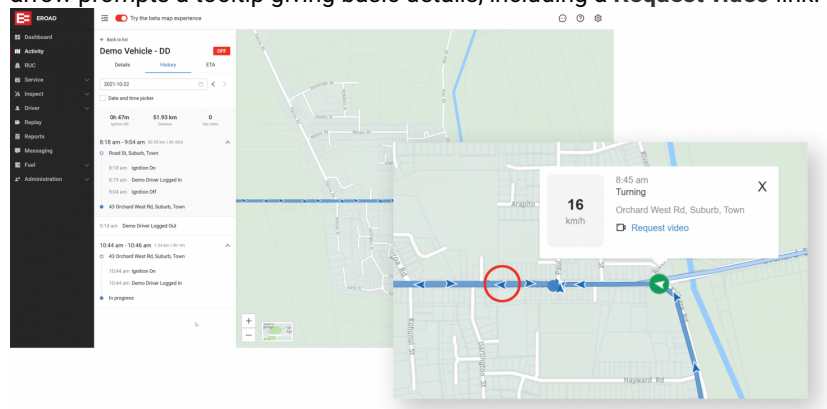 arrow prompts a tooltip giving basic details, including a Request video link.
EROAD
Try the beta map experience
Dashboard
Activity
RUC
Service
Inspect
Driver
Replay
Reports
Messaging
Fuel
Administration
← Back to list
Demo Vehicle - DD
OFF
Details History ETA
2021-10-22
Date and time picker
0h 47m 51.93 km 0
Ignition ON Distance
8:18 am - 9:04 am
Road St, Suburb, Town
8:18 am Ignition On
8:19 am Demo Driver Logged In
9:04 am Ignition Off
43 Orchard West Rd, Suburb, Town
9:14 am Demo Driver Logged Out
10:44 am - 10:46 am
43 Orchard West Rd, Suburb, Town
10:44 am Ignition On
10:44 am Demo Driver Logged In
In progress
8:45 am
Turning
X
16
km/h
Orchard West Rd, Suburb, Town
Request video
Arapito
Darlington St
Hayward Rd